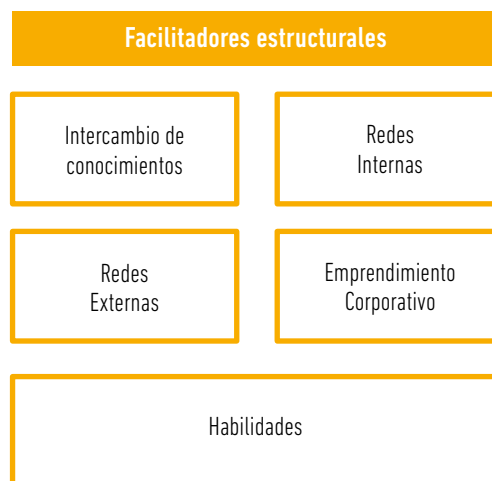 Facilitadores estructurales
Intercambio de
conocimientos
Redes
Internas
Redes
Externas
Emprendimiento
Corporativo
Habilidades